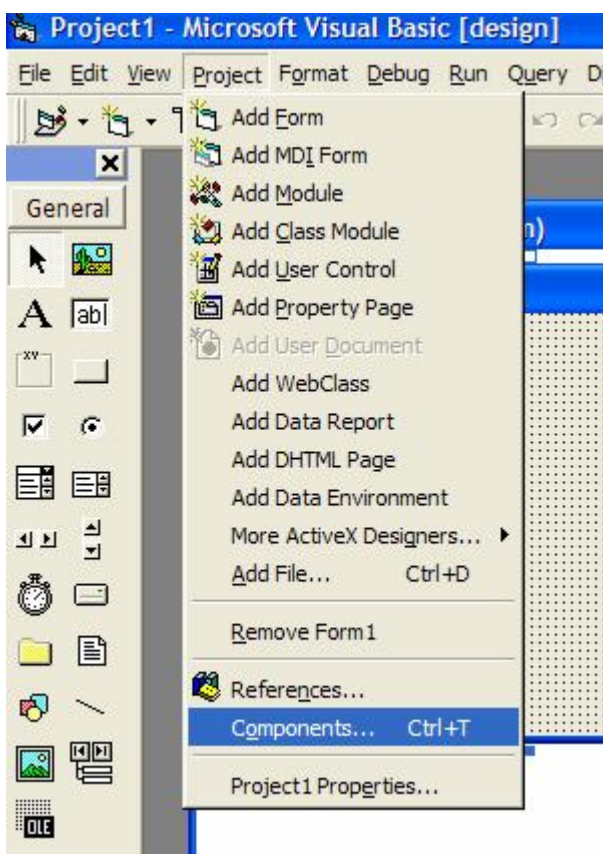 Project1 - Microsoft Visual Basic [design]
File Edit View Project Format Debug Run Query
General
Add Form
Add MDI Form
Add Module
Add Class Module
Add User Control
Add Property Page
Add User Document
Add WebClass
Add Data Report
Add DHTML Page
Add Data Environment
More ActiveX Designers...
Add File... Ctrl+D
Remove Form1
References...
Components... Ctrl+T
Project1 Properties...
A
ab
xy
OLE